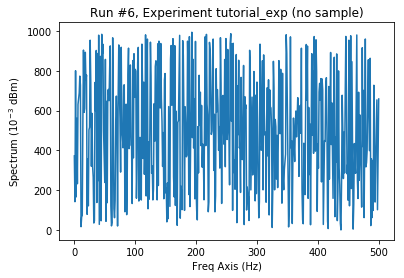 Run #6, Experiment tutorial_exp (no sample)
1000
800
600
400
200
0
Spectrum (10⁻³ dBm)
0 100 200 300 400 500
Freq Axis (Hz)